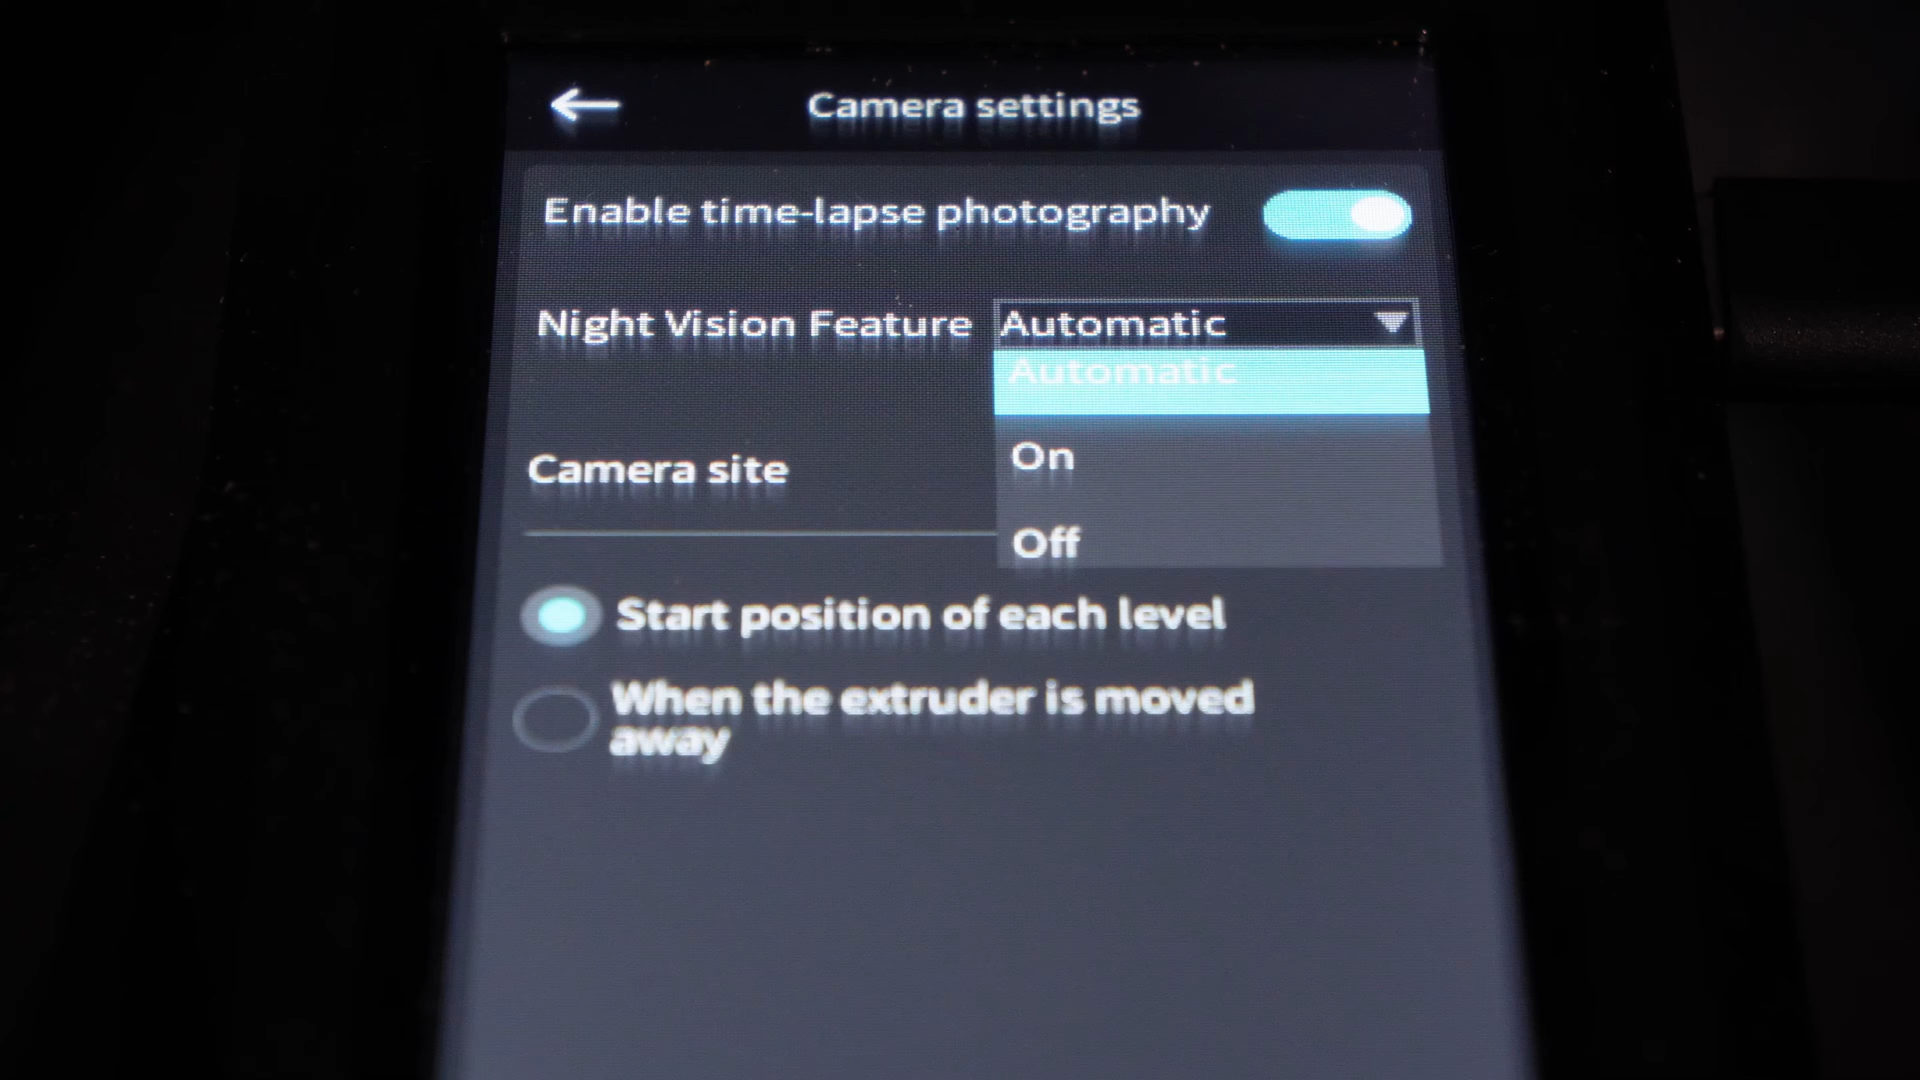 Camera settings
Enable time-lapse photography
Night Vision Feature Automatic
Automatic
On
Camera site
Off
Start position of each level
When the extruder is moved
away